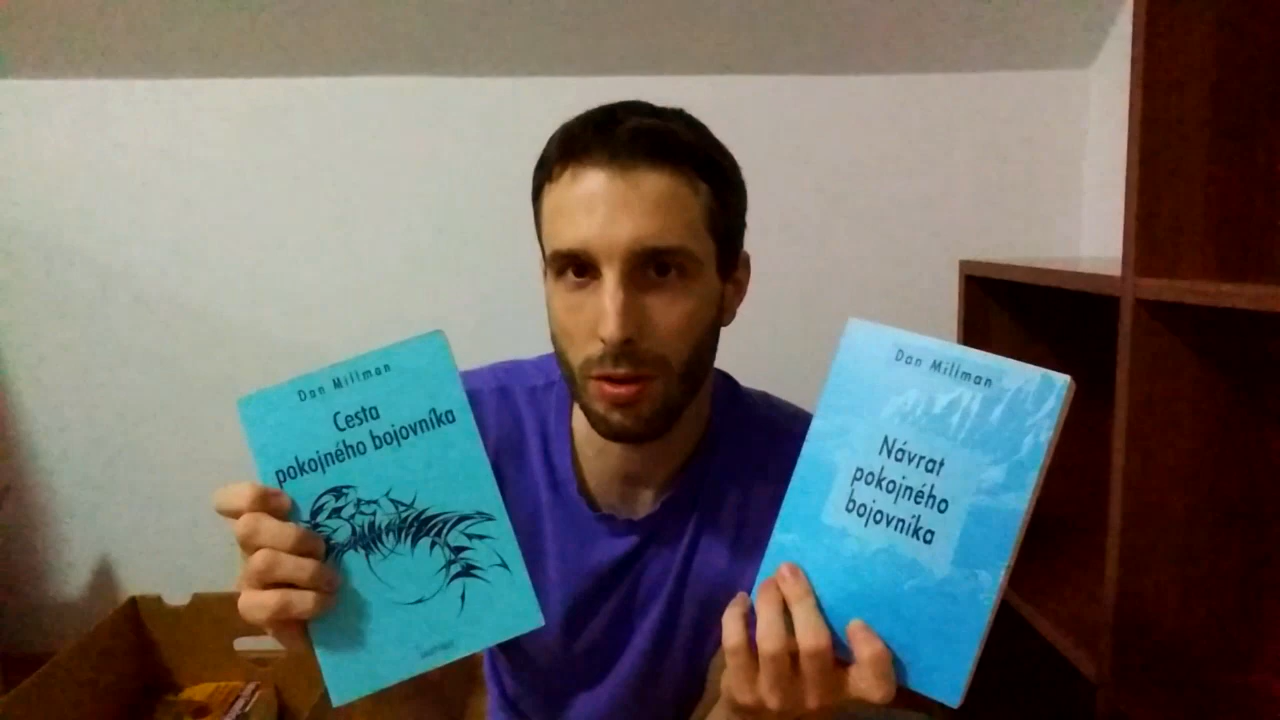 Dan Millman
Cesta
pokojného bojovníka
Dan Millman
Návrat
pokojného
bojovníka